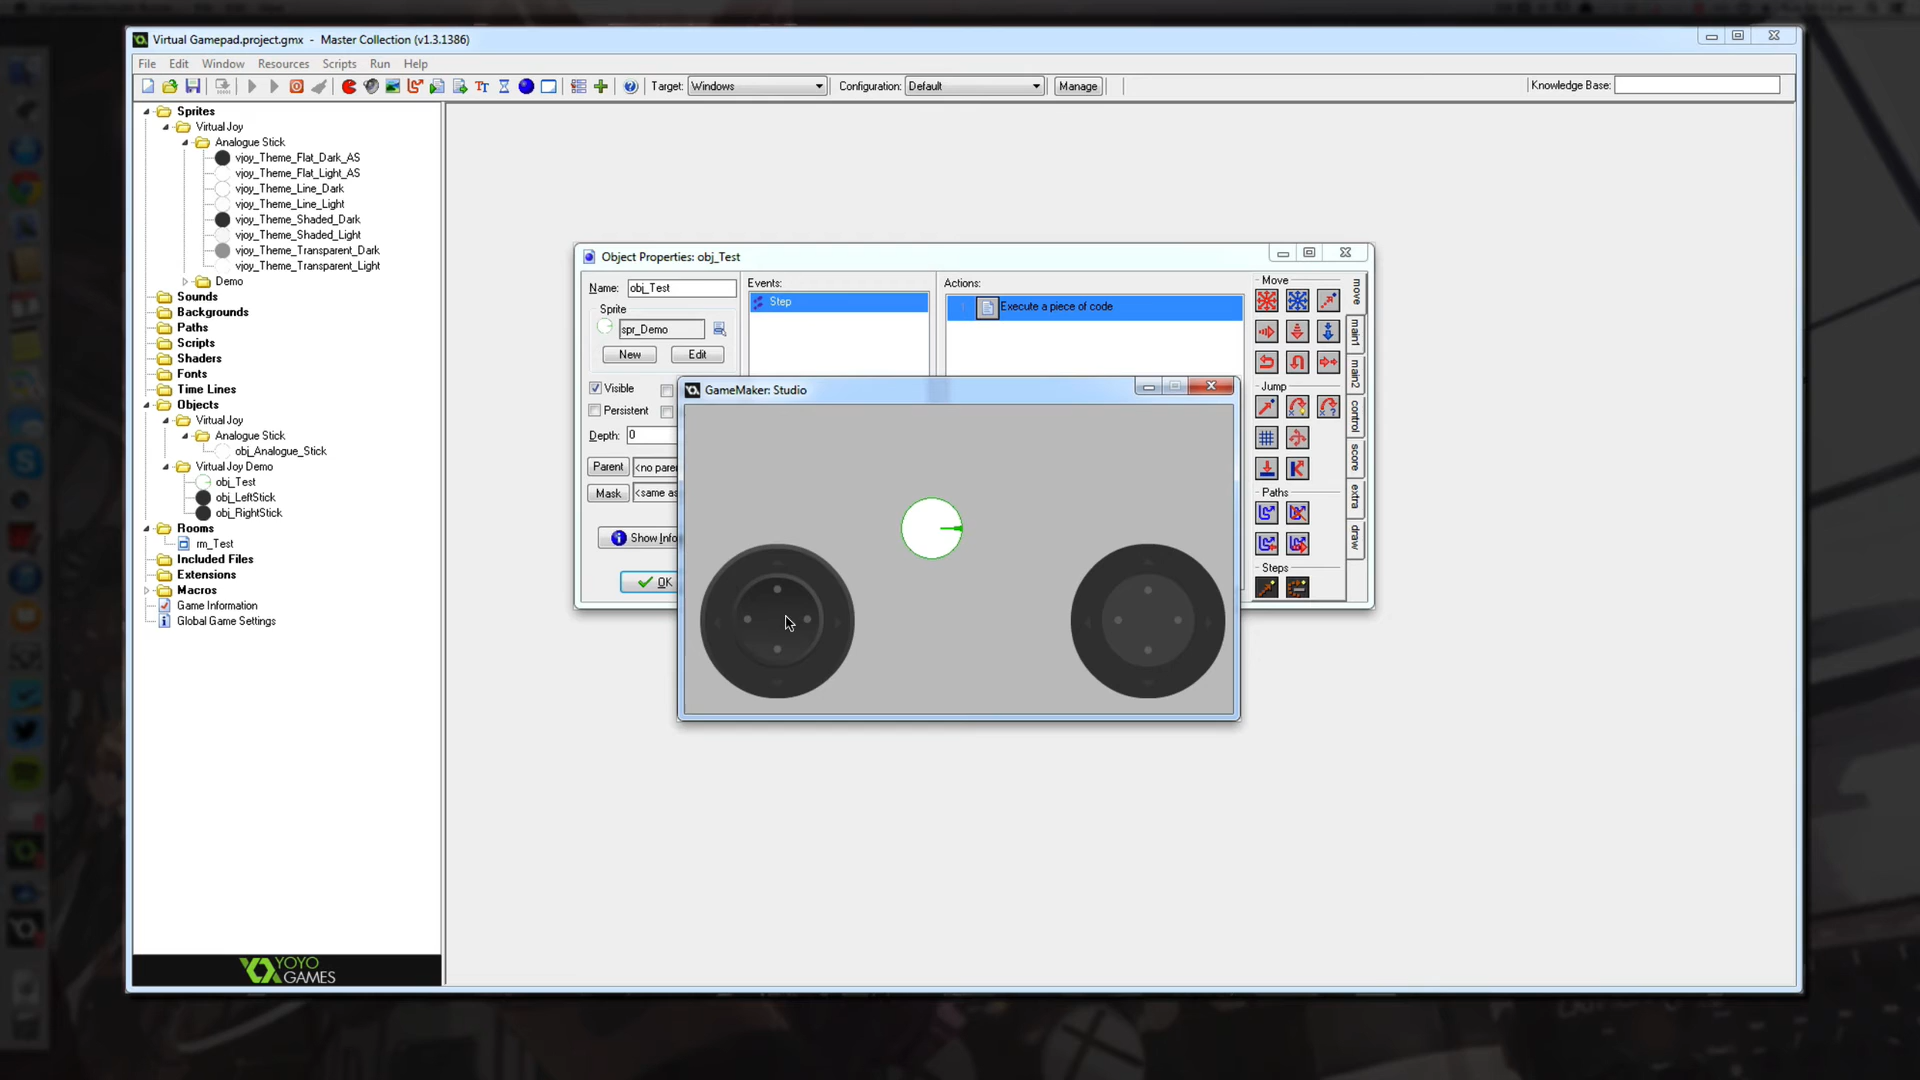 Virtual Gamepad.project.gmx - Master Collection (v1.3.1386)
File Edit Window Resources Scripts Run Help
Target: Windows Configuration: Default Manage Knowledge Base:
Sprites
Virtual Joy
Analogue Stick
vjoy_Theme_Flat_Dark_AS
vjoy_Theme_Flat_Light_AS
vjoy_Theme_Line_Dark
vjoy_Theme_Line_Light
vjoy_Theme_Shaded_Dark
vjoy_Theme_Shaded_Light
vjoy_Theme_Transparent_Dark
vjoy_Theme_Transparent_Light
Demo
Sounds
Backgrounds
Paths
Scripts
Shaders
Fonts
Time Lines
Objects
Virtual Joy
Analogue Stick
obj_Analogue_Stick
Virtual Joy Demo
obj_Test
obj_LeftStick
obj_RightStick
Rooms
rm_Test
Included Files
Extensions
Macros
Game Information
Global Game Settings
YOYO
GAMES
Object Properties: obj_Test
Name: obj_Test
Sprite
spr_Demo
New Edit
Visible
Persistent
Depth: 0
Parent <no pare
Mask <same as
Show Info
OK
Events:
Step
Actions:
Execute a piece of code
Move
Jump
Paths
Steps
move
main1
main2
control
score
extra
draw
GameMaker: Studio